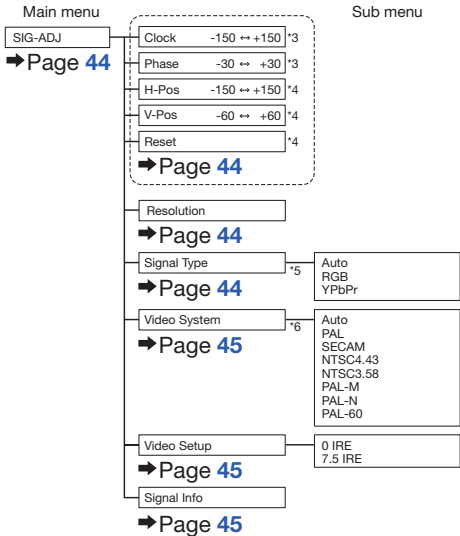 Main menu Sub menu
SIG-ADJ
➡Page 44
Clock -150 ↔ +150 *3
Phase -30 ↔ +30 *3
H-Pos -150 ↔ +150 *4
V-Pos -60 ↔ +60 *4
Reset *4
➡Page 44
Resolution
➡Page 44
Signal Type *5
➡Page 44
Auto
RGB
YPbPr
Video System *6
➡Page 45
Auto
PAL
SECAM
NTSC4.43
NTSC3.58
PAL-M
PAL-N
PAL-60
Video Setup
➡Page 45
0 IRE
7.5 IRE
Signal Info
➡Page 45